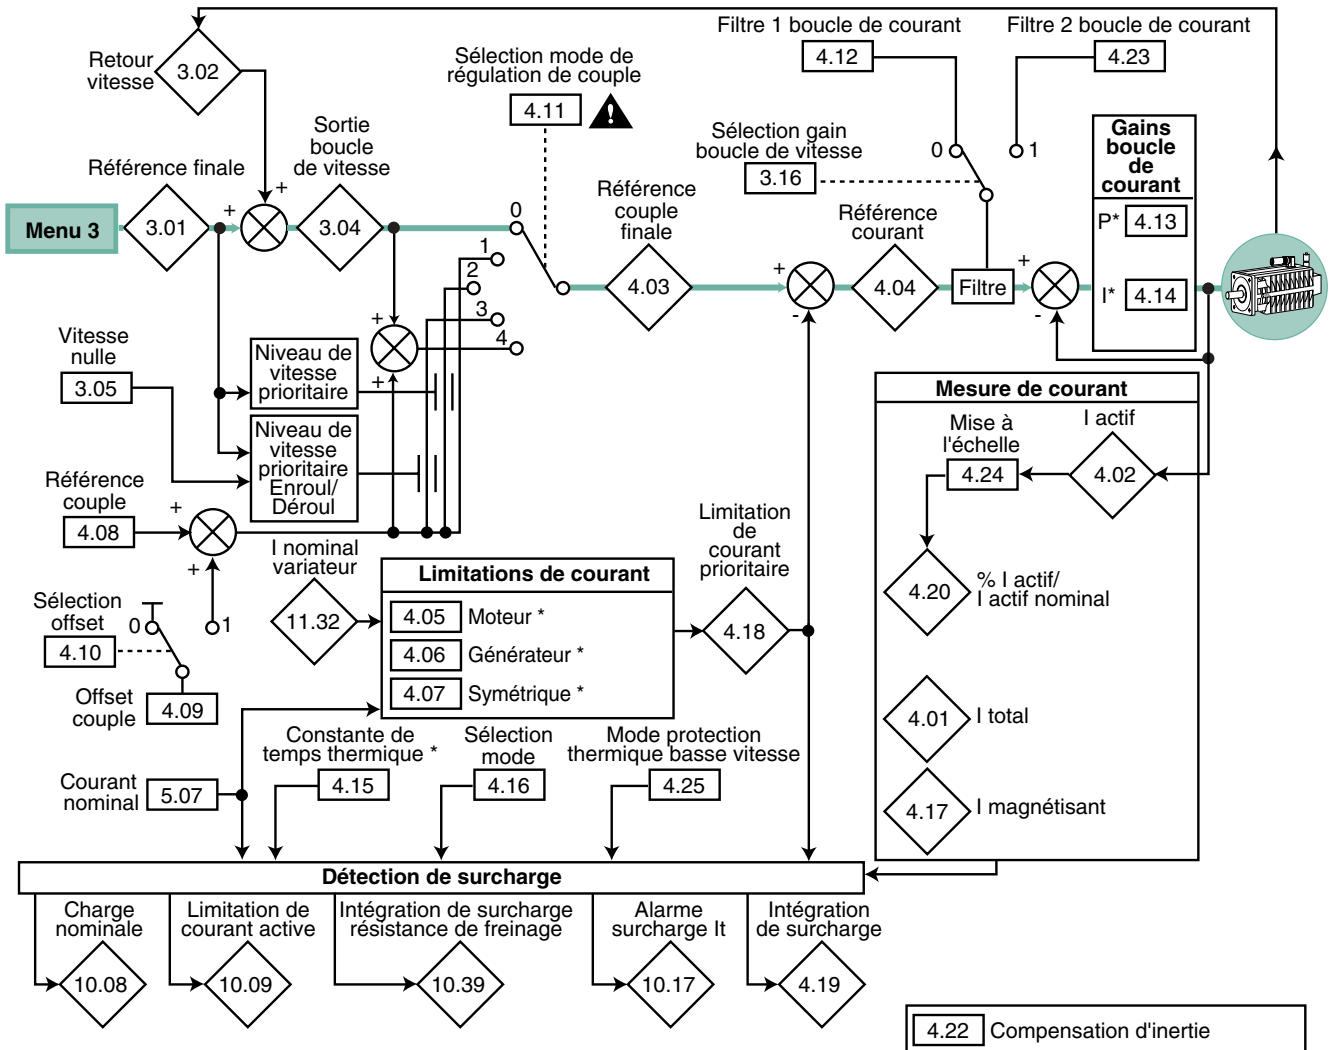 Retour
vitesse
3.02
Filtre 1 boucle de courant
4.12
Filtre 2 boucle de courant
4.23
Sélection mode de
régulation de couple
4.11
!
Sélection gain
boucle de vitesse
3.16
0
1
Gains
boucle
de
courant
P*
4.13
I*
4.14
Menu 3
Référence finale
3.01
+
+
Sortie
boucle
de vitesse
3.04
0
1
2
3
4
+
+
Référence
couple
finale
4.03
+
-
Référence
courant
4.04
Filtre
+
-
Vitesse
nulle
3.05
Niveau de
vitesse
prioritaire
Niveau de
vitesse
prioritaire
Enroul/
Déroul
Référence
couple
4.08
+
+
Sélection
offset
4.10
0
1
Offset
couple
4.09
I nominal
variateur
11.32
Limitations de courant
4.05
Moteur *
4.06
Générateur *
4.07
Symétrique *
Limitation
de
courant
prioritaire
4.18
Mesure de courant
I actif
4.02
Mise à
l'échelle
4.24
4.20
% I actif/
I actif nominal
4.01
I total
4.17
I magnétisant
Courant
nominal
5.07
Constante de
temps thermique *
4.15
Sélection
mode
4.16
Mode protection
thermique basse vitesse
4.25
Détection de surcharge
Charge
nominale
10.08
Limitation de
courant active
10.09
Intégration de surcharge
résistance de freinage
10.39
Alarme
surcharge It
10.17
Intégration
de surcharge
4.19
4.22
Compensation d'inertie